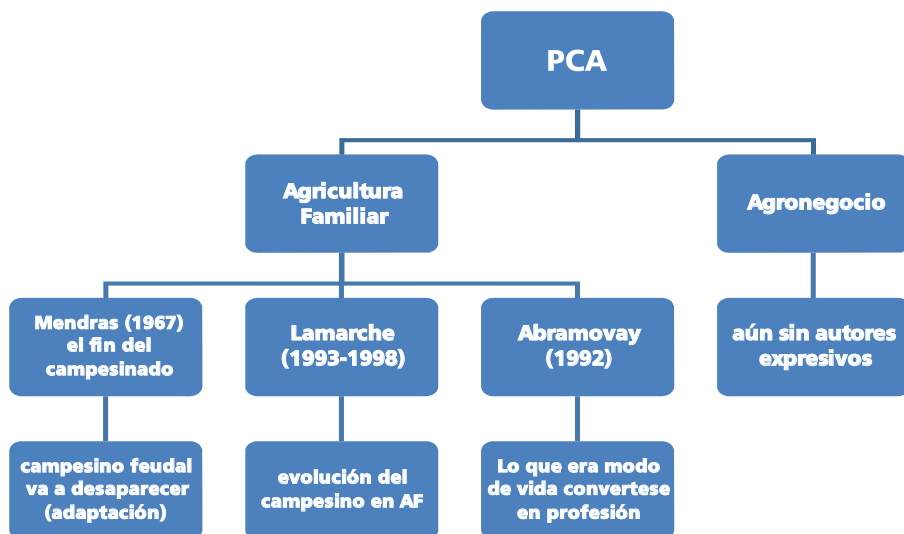 PCA
Agricultura
Familiar
Agronegocio
Mendras (1967)
el fin del
campesinado
Lamarche
(1993-1998)
Abramovay
(1992)
aún sin autores
expresivos
campesino feudal
va a desaparecer
(adaptación)
evolución del
campesino en AF
Lo que era modo
de vida convertese
en profesión